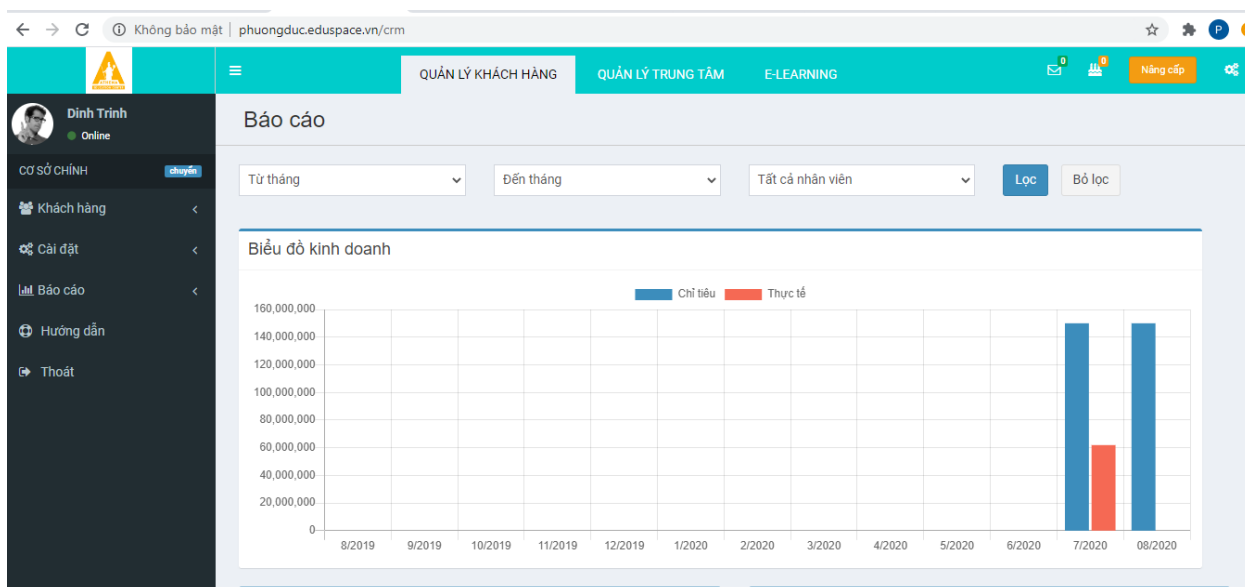 Không bảo mật | phuongduc.eduspace.vn/crm
P
QUẢN LÝ KHÁCH HÀNG QUẢN LÝ TRUNG TÂM E-LEARNING 0 0 Nâng cấp
Dinh Trinh
Online
CƠ SỞ CHÍNH chuyển
Khách hàng
Cài đặt
Báo cáo
Hướng dẫn
Thoát
Báo cáo
Từ tháng Đến tháng Tất cả nhân viên Lọc Bỏ lọc
Biểu đồ kinh doanh
Chỉ tiêu Thực tế
160,000,000
140,000,000
120,000,000
100,000,000
80,000,000
60,000,000
40,000,000
20,000,000
0
8/2019 9/2019 10/2019 11/2019 12/2019 1/2020 2/2020 3/2020 4/2020 5/2020 6/2020 7/2020 08/2020